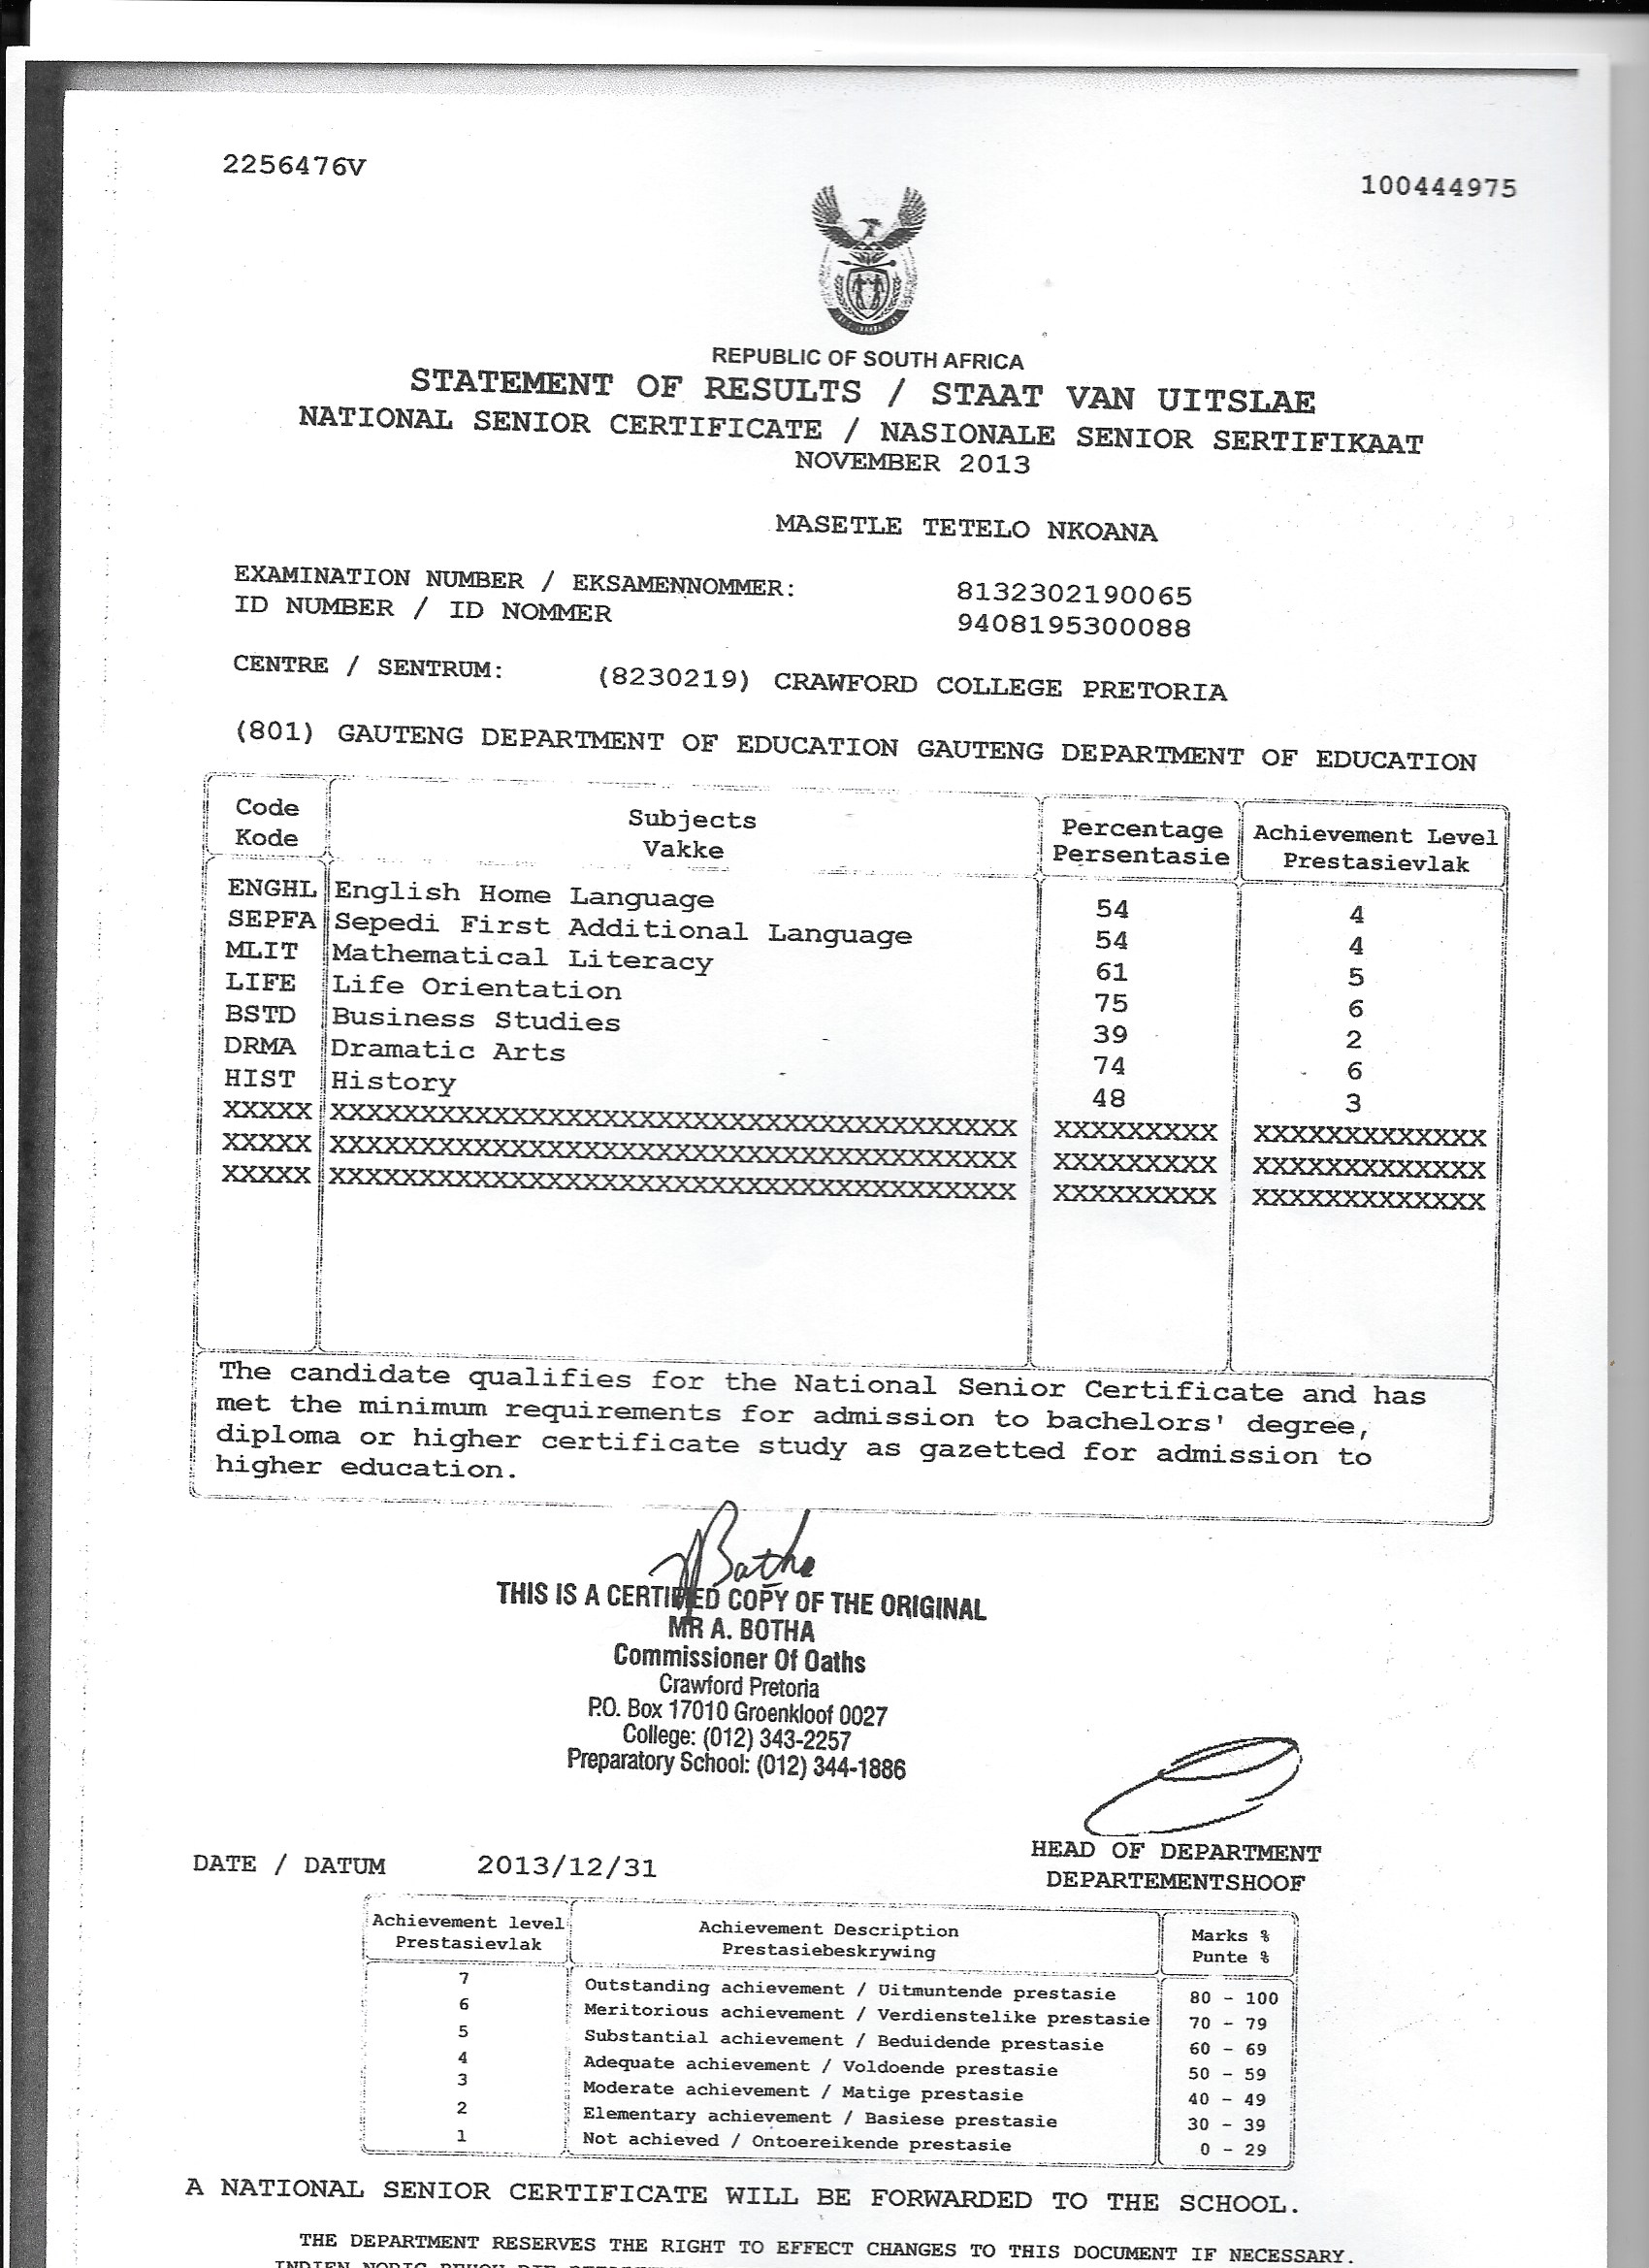 2256476V
100444975
REPUBLIC OF SOUTH AFRICA
STATEMENT OF RESULTS / STAAT VAN UITSLAE
NATIONAL SENIOR CERTIFICATE / NASIONALE SENIOR SERTIFIKAAT
NOVEMBER 2013
MASETLE TETELO NKOANA
EXAMINATION NUMBER / EKSAMENNOMMER: 8132302190065
ID NUMBER / ID NOMMER 9408195300088
CENTRE / SENTRUM: (8230219) CRAWFORD COLLEGE PRETORIA
(801) GAUTENG DEPARTMENT OF EDUCATION GAUTENG DEPARTMENT OF EDUCATION
Code Subjects Percentage Achievement Level
Kode Vakke Persentasie Prestasievlak
ENGHL English Home Language 54 4
SEPFA Sepedi First Additional Language 54 4
MLIT Mathematical Literacy 61 5
LIFE Life Orientation 75 6
BSTD Business Studies 39 2
DRMA Dramatic Arts 74 6
HIST History 48 3
XXXXX XXXXXXXXXXXXXXXXXXXXXXXXXXXXXXXXXXXXXX XXXXXXXXX XXXXXXXXXXXXX
XXXXX XXXXXXXXXXXXXXXXXXXXXXXXXXXXXXXXXXXXXX XXXXXXXXX XXXXXXXXXXXXX
XXXXX XXXXXXXXXXXXXXXXXXXXXXXXXXXXXXXXXXXXXX XXXXXXXXX XXXXXXXXXXXXX
The candidate qualifies for the National Senior Certificate and has
met the minimum requirements for admission to bachelors' degree,
diploma or higher certificate study as gazetted for admission to
higher education.
Botha
THIS IS A CERTIFIED COPY OF THE ORIGINAL
MR A. BOTHA
Commissioner Of Oaths
Crawford Pretoria
P.O. Box 17010 Groenkloof 0027
College: (012) 343-2257
Preparatory School: (012) 344-1886
HEAD OF DEPARTMENT
DEPARTEMENTSHOOF
DATE / DATUM 2013/12/31
Achievement level Achievement Description Marks %
Prestasievlak Prestasiebeskrywing Punte %
7 Outstanding achievement / Uitmuntende prestasie 80 - 100
6 Meritorious achievement / Verdienstelike prestasie 70 - 79
5 Substantial achievement / Beduidende prestasie 60 - 69
4 Adequate achievement / Voldoende prestasie 50 - 59
3 Moderate achievement / Matige prestasie 40 - 49
2 Elementary achievement / Basiese prestasie 30 - 39
1 Not achieved / Ontoereikende prestasie 0 - 29
A NATIONAL SENIOR CERTIFICATE WILL BE FORWARDED TO THE SCHOOL.
THE DEPARTMENT RESERVES THE RIGHT TO EFFECT CHANGES TO THIS DOCUMENT IF NECESSARY.